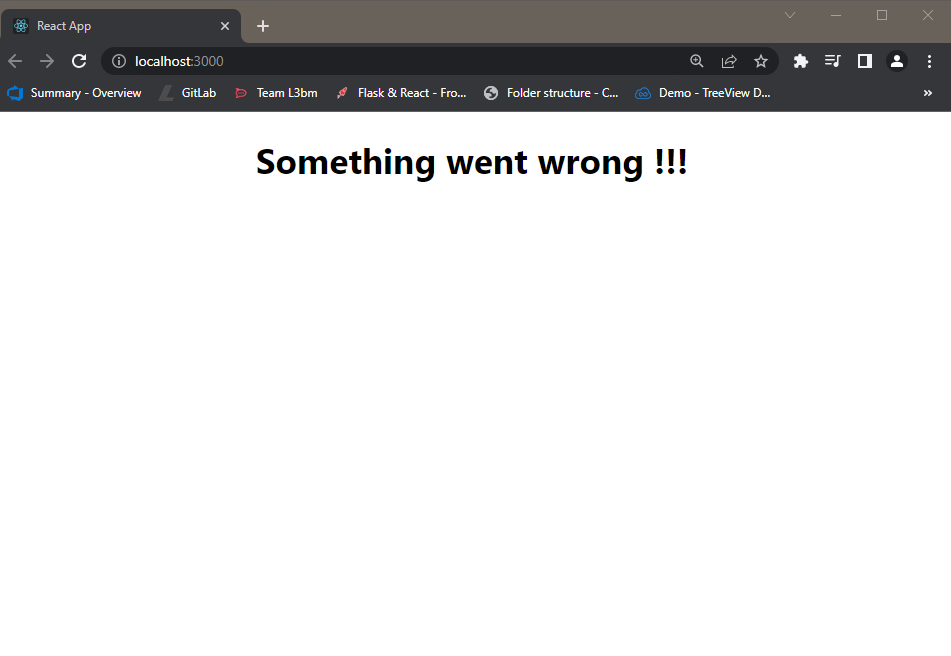 React App
localhost:3000
Summary - Overview GitLab Team L3bm Flask & React - Fro... Folder structure - C... Demo - TreeView D...
Something went wrong !!!